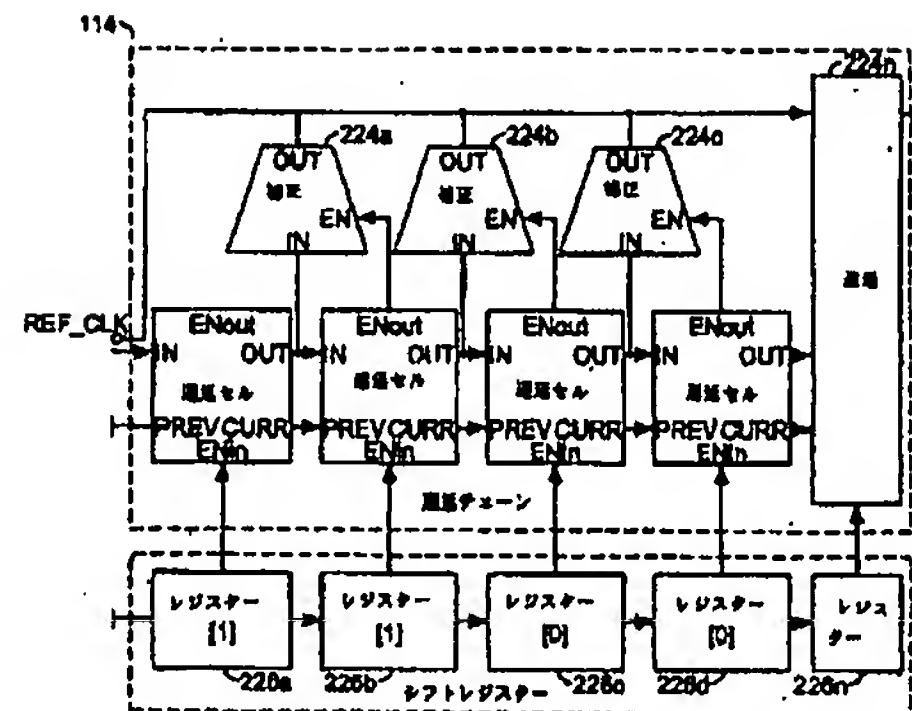 114
224n
224a
224b
224c
OUT
OUT
OUT
補正
補正
補正
EN
EN
EN
IN
IN
IN
遅延
REF_CLK
ENout
ENout
ENout
ENout
IN OUT
IN OUT
IN OUT
IN OUT
遅延セル
遅延セル
遅延セル
遅延セル
PREV CURR
PREV CURR
PREV CURR
PREV CURR
ENin
ENin
ENin
ENin
遅延チェーン
レジスター
[1]
レジスター
[1]
レジスター
[0]
レジスター
[0]
レジス
ター
226a
226b
226c
226d
226n
シフトレジスター